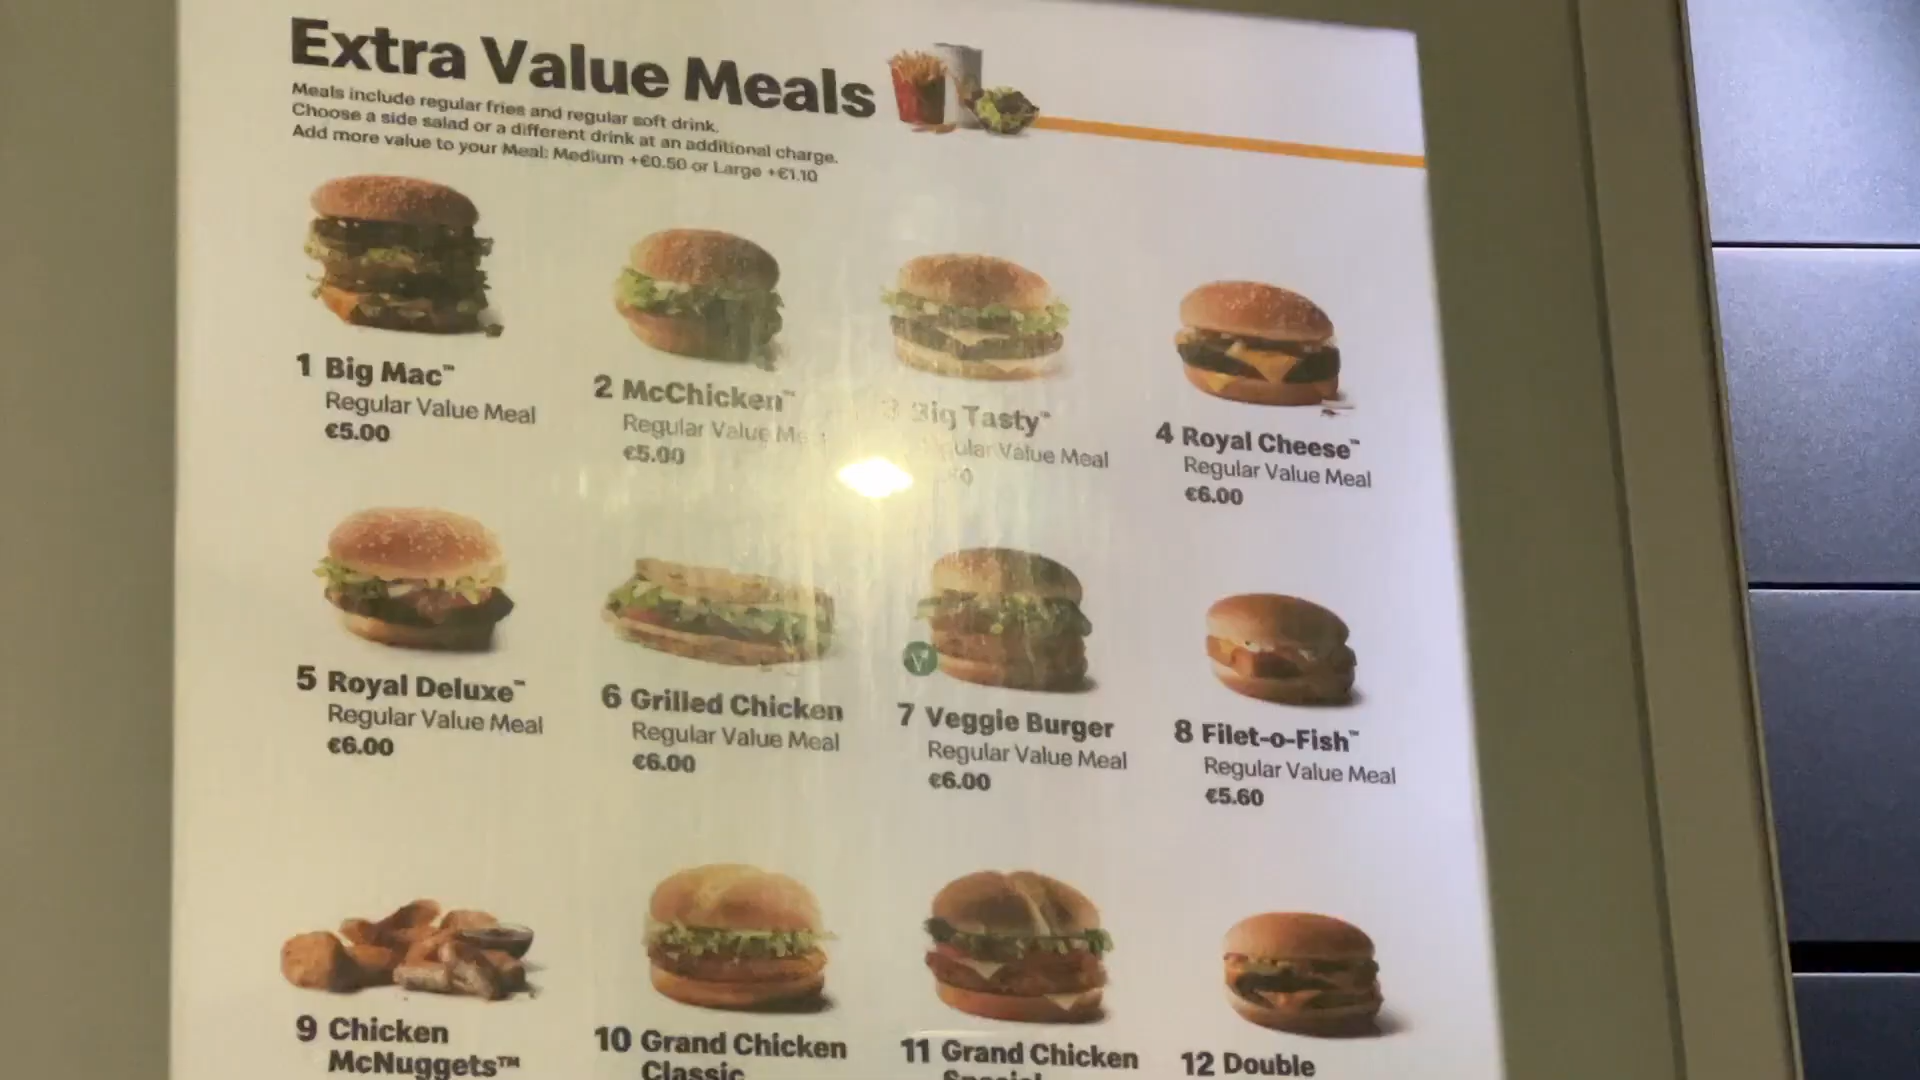 Extra Value Meals
Meals include regular fries and regular soft drink.
Choose a side salad or a different drink at an additional charge.
Add more value to your Meal: Medium +€0.50 or Large +€1.10
1 Big Mac™
Regular Value Meal
€5.00
2 McChicken™
Regular Value
€5.00
3 Big Tasty™
Value Meal
4 Royal Cheese™
Regular Value Meal
€6.00
5 Royal Deluxe™
Regular Value Meal
€6.00
6 Grilled Chicken
Regular Value Meal
€6.00
7 Veggie Burger
Regular Value Meal
€6.00
8 Filet-o-Fish™
Regular Value Meal
€5.60
9 Chicken
McNuggets™
10 Grand Chicken
Classic
11 Grand Chicken
12 Double